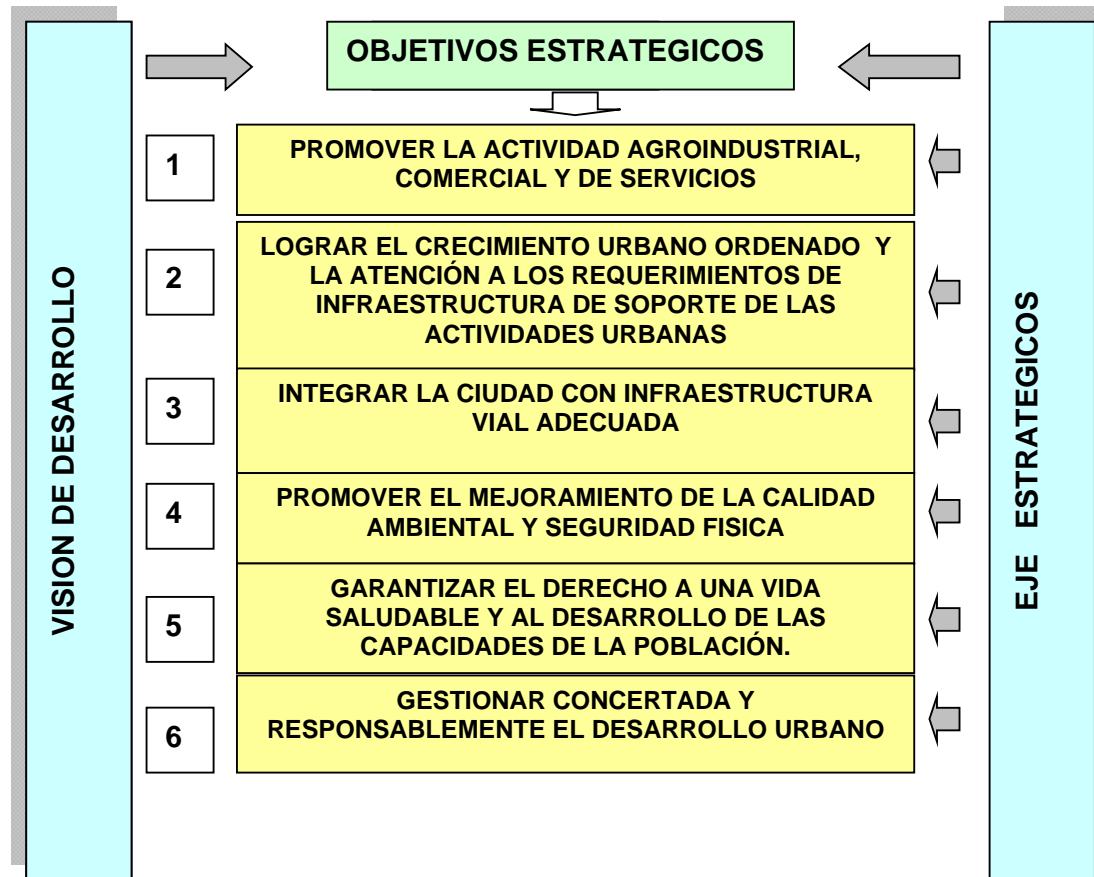 VISION DE DESARROLLO
OBJETIVOS ESTRATEGICOS
1
PROMOVER LA ACTIVIDAD AGROINDUSTRIAL,
COMERCIAL Y DE SERVICIOS
2
LOGRAR EL CRECIMIENTO URBANO ORDENADO Y
LA ATENCIÓN A LOS REQUERIMIENTOS DE
INFRAESTRUCTURA DE SOPORTE DE LAS
ACTIVIDADES URBANAS
3
INTEGRAR LA CIUDAD CON INFRAESTRUCTURA
VIAL ADECUADA
4
PROMOVER EL MEJORAMIENTO DE LA CALIDAD
AMBIENTAL Y SEGURIDAD FISICA
5
GARANTIZAR EL DERECHO A UNA VIDA
SALUDABLE Y AL DESARROLLO DE LAS
CAPACIDADES DE LA POBLACIÓN.
6
GESTIONAR CONCERTADA Y
RESPONSABLEMENTE EL DESARROLLO URBANO
EJE ESTRATEGICOS